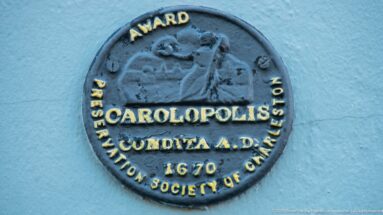 AWARD
CAROLOPOLIS
CONDITA A.D.
1670
PRESERVATION SOCIETY OF CHARLESTON